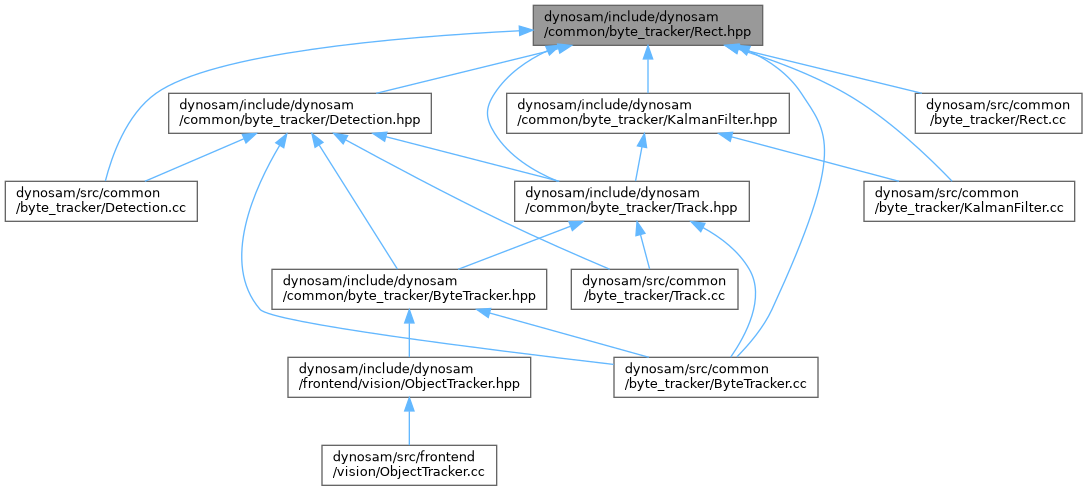 dynosam/include/dynosam
/common/byte_tracker/Rect.hpp
dynosam/include/dynosam
/common/byte_tracker/Detection.hpp
dynosam/include/dynosam
/common/byte_tracker/KalmanFilter.hpp
dynosam/src/common
/byte_tracker/Rect.cc
dynosam/src/common
/byte_tracker/Detection.cc
dynosam/include/dynosam
/common/byte_tracker/Track.hpp
dynosam/src/common
/byte_tracker/KalmanFilter.cc
dynosam/include/dynosam
/common/byte_tracker/ByteTracker.hpp
dynosam/src/common
/byte_tracker/Track.cc
dynosam/include/dynosam
/frontend/vision/ObjectTracker.hpp
dynosam/src/common
/byte_tracker/ByteTracker.cc
dynosam/src/frontend
/vision/ObjectTracker.cc